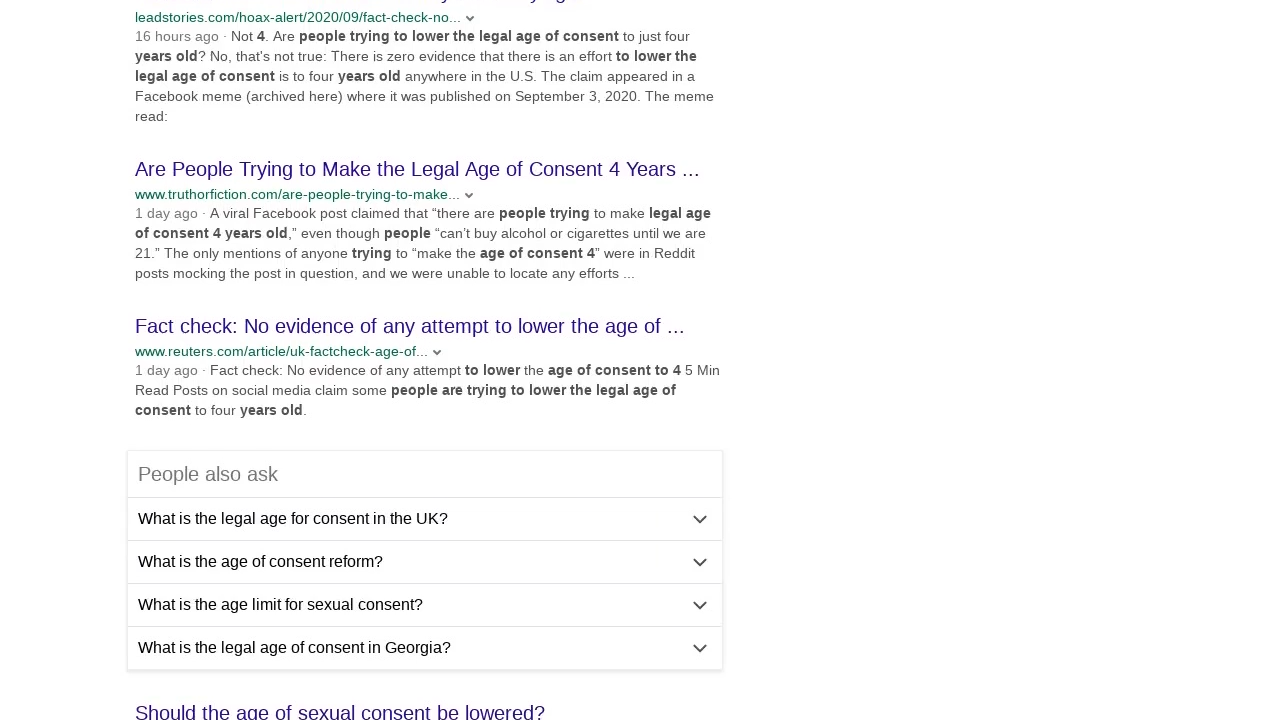 leadstories.com/hoax-alert/2020/09/fact-check-no...
16 hours ago · Not 4. Are people trying to lower the legal age of consent to just four
years old? No, that's not true: There is zero evidence that there is an effort to lower the
legal age of consent is to four years old anywhere in the U.S. The claim appeared in a
Facebook meme (archived here) where it was published on September 3, 2020. The meme
read:
Are People Trying to Make the Legal Age of Consent 4 Years ...
www.truthorfiction.com/are-people-trying-to-make...
1 day ago · A viral Facebook post claimed that “there are people trying to make legal age
of consent 4 years old,” even though people “can’t buy alcohol or cigarettes until we are
21.” The only mentions of anyone trying to “make the age of consent 4” were in Reddit
posts mocking the post in question, and we were unable to locate any efforts ...
Fact check: No evidence of any attempt to lower the age of ...
www.reuters.com/article/uk-factcheck-age-of...
1 day ago · Fact check: No evidence of any attempt to lower the age of consent to 4 5 Min
Read Posts on social media claim some people are trying to lower the legal age of
consent to four years old.
People also ask
What is the legal age for consent in the UK?
What is the age of consent reform?
What is the age limit for sexual consent?
What is the legal age of consent in Georgia?
Should the age of sexual consent be lowered?